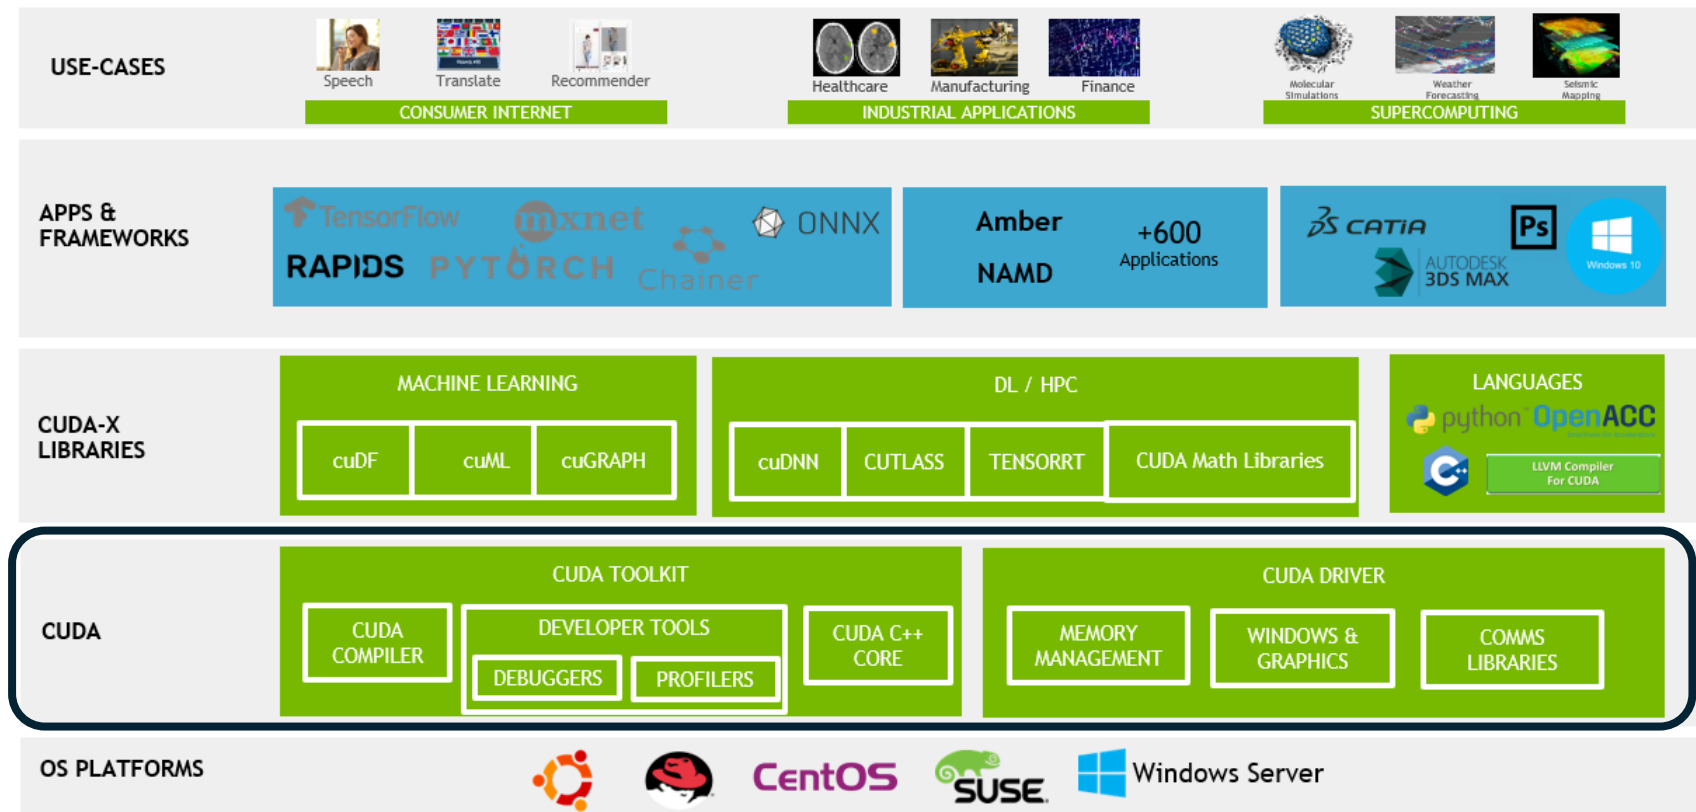 USE-CASES
Speech
Translate
Recommender
CONSUMER INTERNET
Healthcare
Manufacturing
Finance
INDUSTRIAL APPLICATIONS
Molecular
Simulations
Weather
Forecasting
Seismic
Mapping
SUPERCOMPUTING
APPS &
FRAMEWORKS
TensorFlow
mxnet
ONNX
RAPIDS
PYTORCH
Chainer
Amber
NAMD
+600
Applications
CATIA
Ps
Windows 10
AUTODESK
3DS MAX
CUDA-X
LIBRARIES
MACHINE LEARNING
cuDF
cuML
cuGRAPH
DL / HPC
cuDNN
CUTLASS
TENSORRT
CUDA Math Libraries
LANGUAGES
python™
OpenACC
C++
LLVM Compiler
For CUDA
CUDA
CUDA TOOLKIT
CUDA
COMPILER
DEVELOPER TOOLS
DEBUGGERS
PROFILERS
CUDA C++
CORE
CUDA DRIVER
MEMORY
MANAGEMENT
WINDOWS &
GRAPHICS
COMMS
LIBRARIES
OS PLATFORMS
CentOS
SUSE
Windows Server